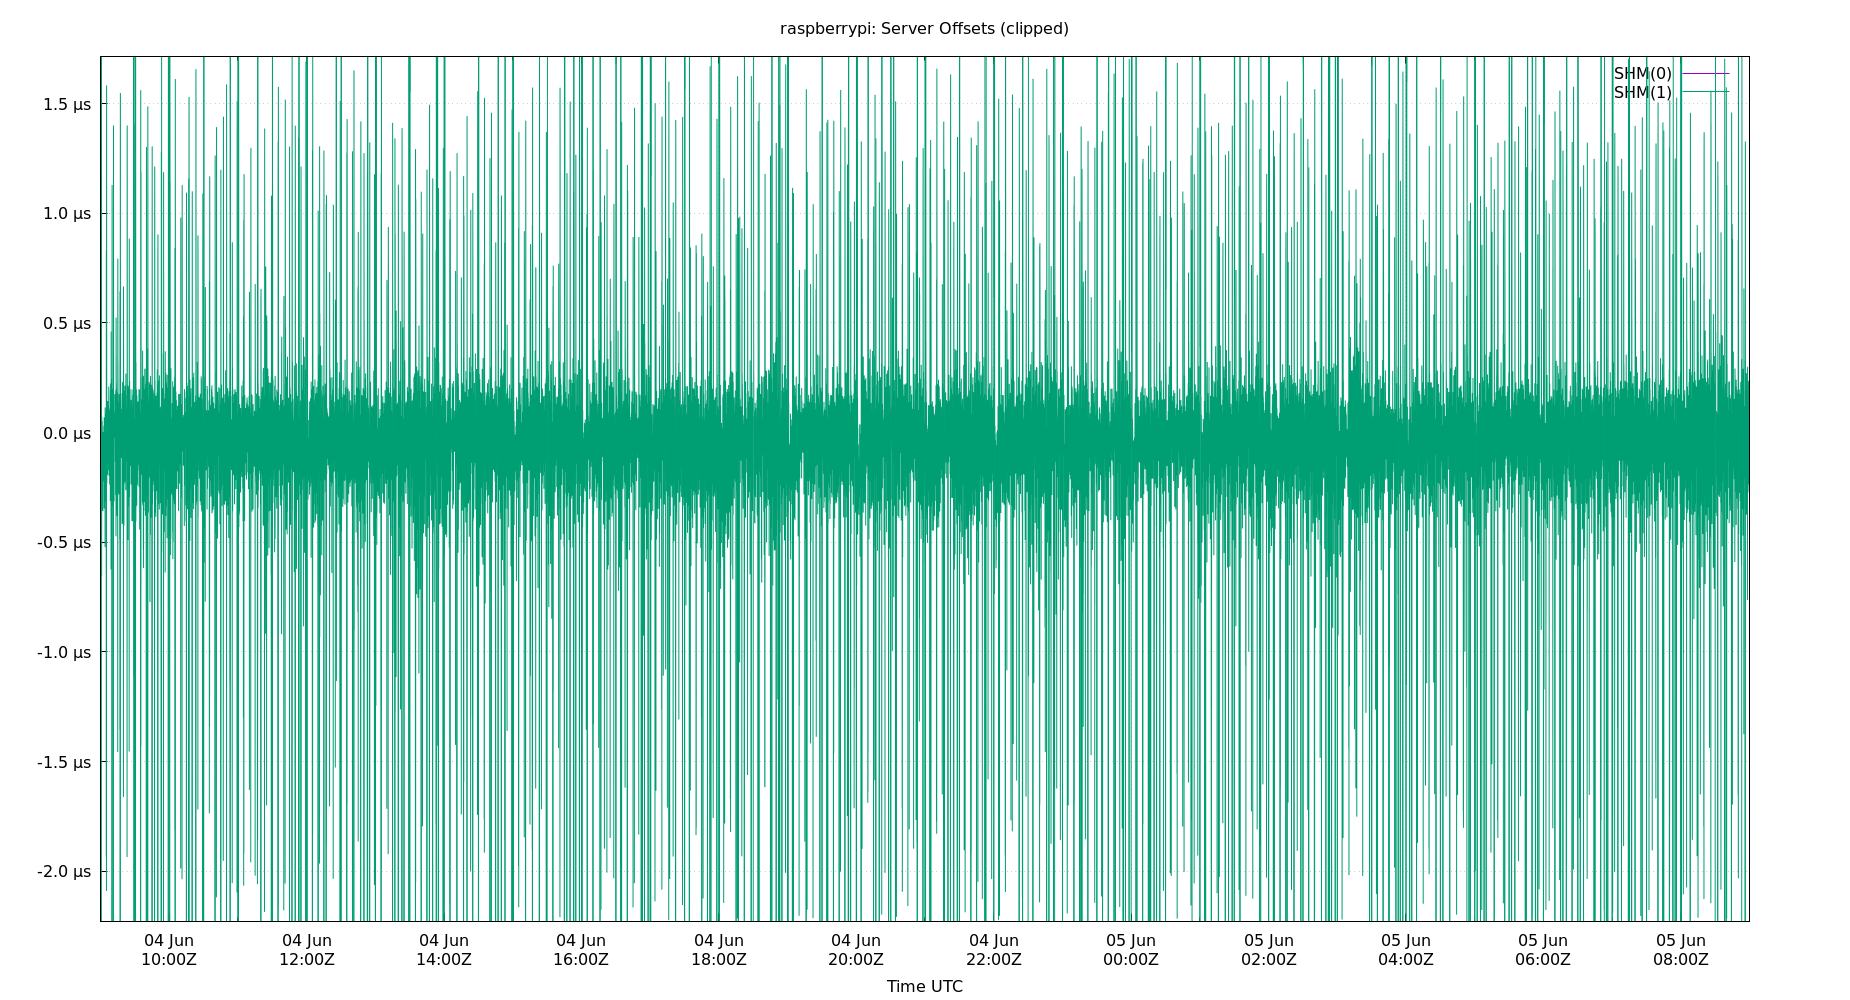 raspberrypi: Server Offsets (clipped)
SHM(0)
SHM(1)
1.5 µs
1.0 µs
0.5 µs
0.0 µs
-0.5 µs
-1.0 µs
-1.5 µs
-2.0 µs
04 Jun 04 Jun 04 Jun 04 Jun 04 Jun 04 Jun 04 Jun 05 Jun 05 Jun 05 Jun 05 Jun 05 Jun
10:00Z 12:00Z 14:00Z 16:00Z 18:00Z 20:00Z 22:00Z 00:00Z 02:00Z 04:00Z 06:00Z 08:00Z
Time UTC